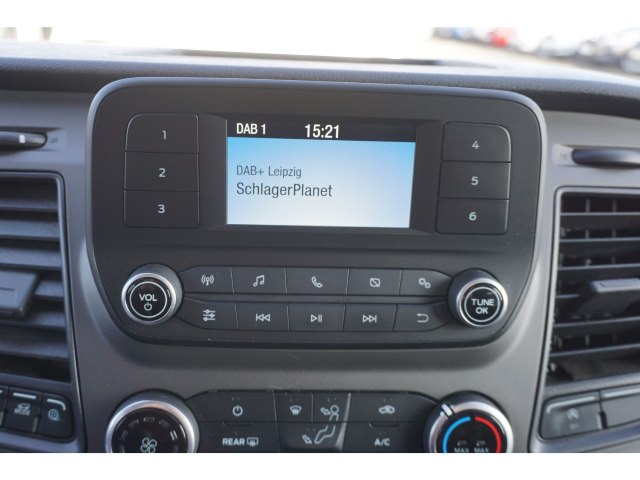 DAB 1 15:21
DAB+ Leipzig
SchlagerPlanet
1
2
3
4
5
6
VOL
TUNE
OK
REAR
A/C
MAX MAX